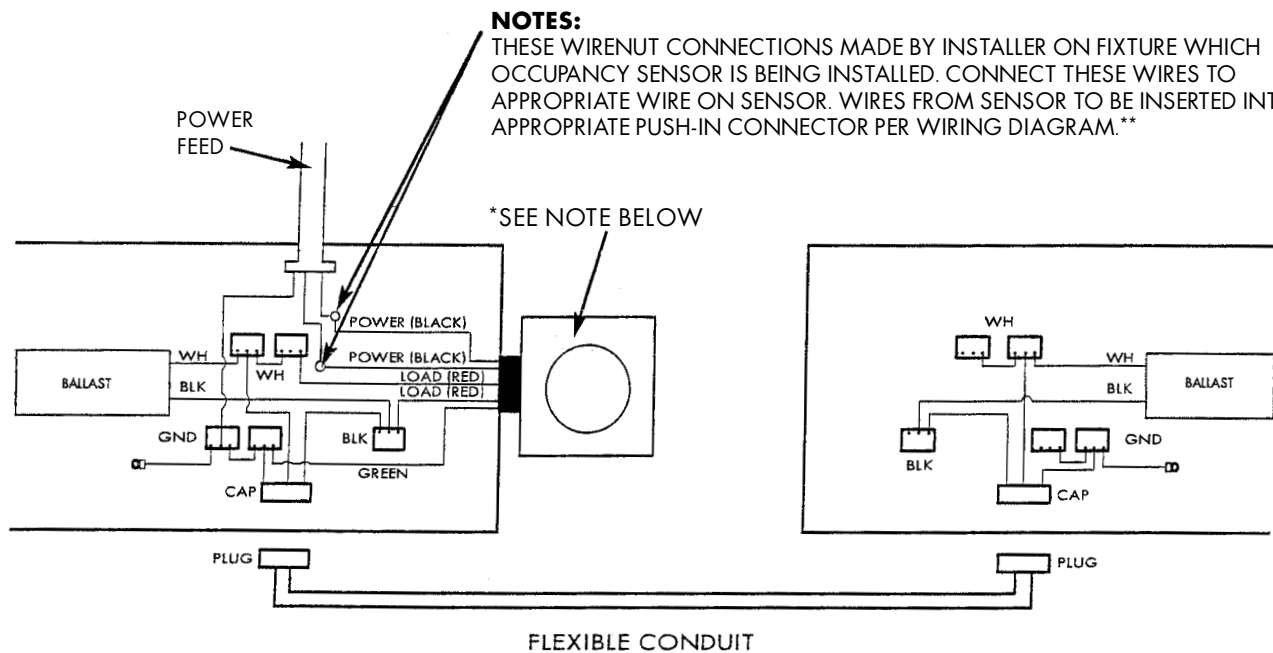 NOTES:
THESE WIRENUT CONNECTIONS MADE BY INSTALLER ON FIXTURE WHICH
OCCUPANCY SENSOR IS BEING INSTALLED. CONNECT THESE WIRES TO
APPROPRIATE WIRE ON SENSOR. WIRES FROM SENSOR TO BE INSERTED INT
APPROPRIATE PUSH-IN CONNECTOR PER WIRING DIAGRAM.**
POWER
FEED
*SEE NOTE BELOW
POWER (BLACK)
POWER (BLACK)
LOAD (RED)
LOAD (RED)
WH
WH
BALLAST
BLK
GND
BLK
GREEN
CAP
WH
WH
BALLAST
BLK
BLK
GND
CAP
PLUG
PLUG
FLEXIBLE CONDUIT